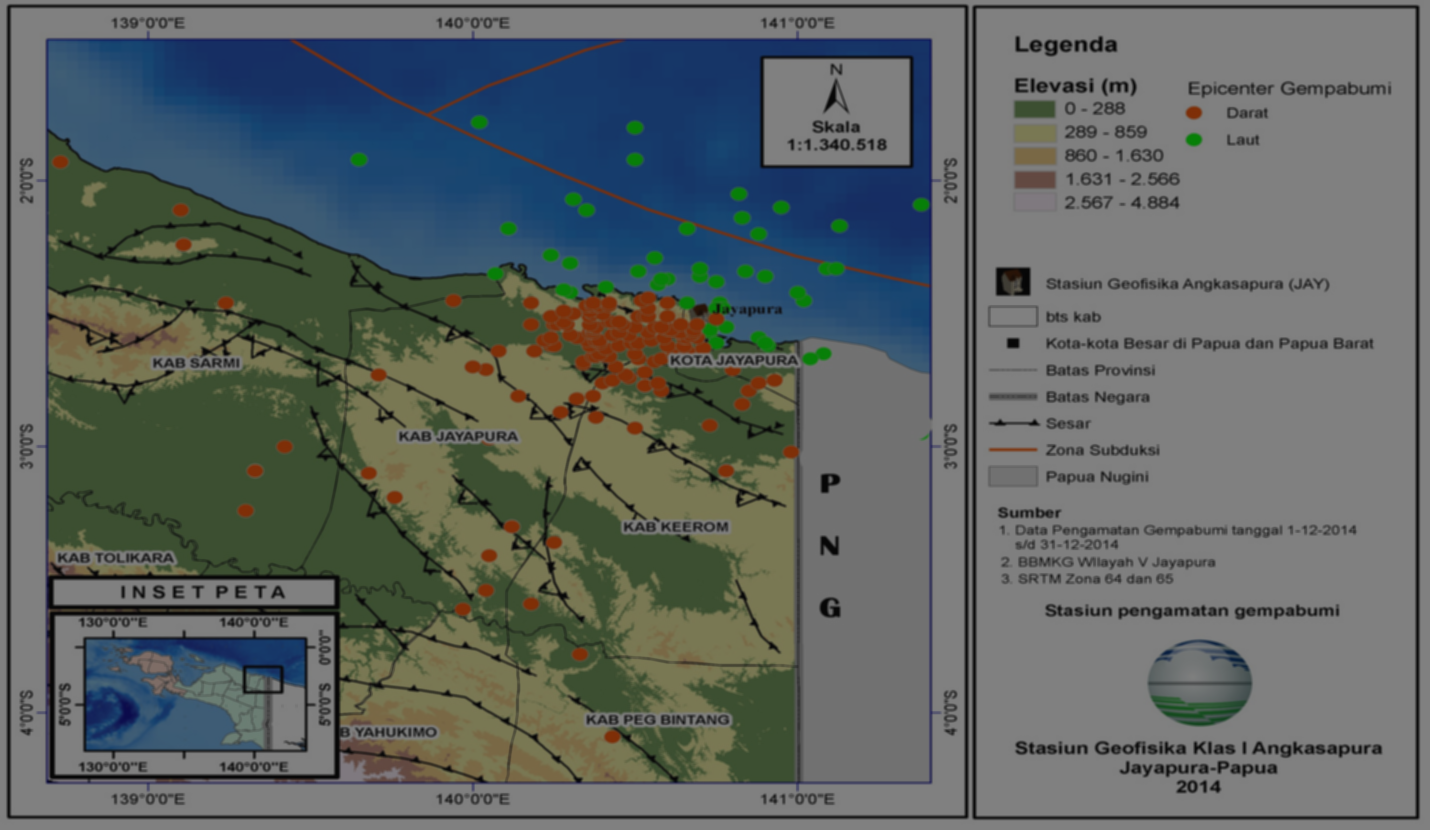 139°0'0"E 140°0'0"E 141°0'0"E
N
Skala
1:1.340.518
2°0'0"S 2°0'0"S
Jayapura
KAB SARMI
KOTA JAYAPURA
KAB JAYAPURA
3°0'0"S 3°0'0"S
P
N
G
KAB KEEROM
KAB TOLIKARA
INSET PETA
130°0'0"E 140°0'0"E
0°0'0"
5°0'0"S 5°0'0"S
130°0'0"E 140°0'0"E
4°0'0"S 4°0'0"S
KAB PEG BINTANG
B YAHUKIMO
139°0'0"E 140°0'0"E 141°0'0"E
Legenda
Elevasi (m)
0 - 288
289 - 859
860 - 1.630
1.631 - 2.566
2.567 - 4.884
Epicenter Gempabumi
Darat
Laut
Stasiun Geofisika Angkasapura (JAY)
bts kab
Kota-kota Besar di Papua dan Papua Barat
Batas Provinsi
Batas Negara
Sesar
Zona Subduksi
Papua Nugini
Sumber
1. Data Pengamatan Gempabumi tanggal 1-12-2014
s/d 31-12-2014
2. BBMKG Wilayah V Jayapura
3. SRTM Zona 64 dan 65
Stasiun pengamatan gempabumi
Stasiun Geofisika Klas I Angkasapura
Jayapura-Papua
2014